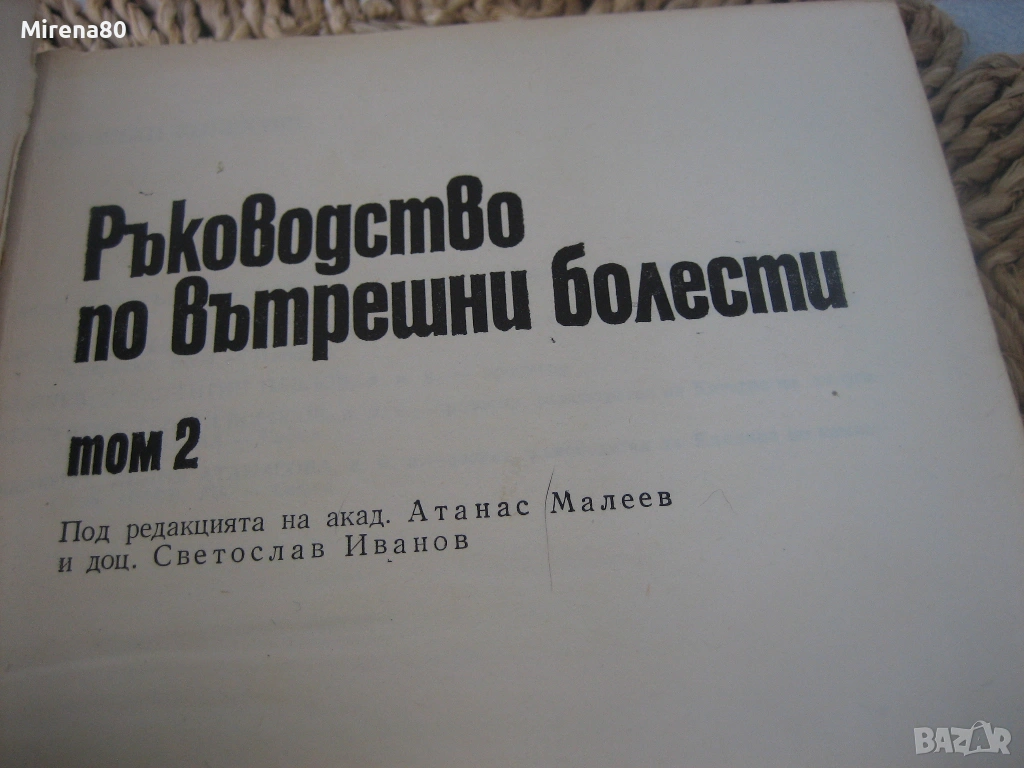 Mirena80
Ръководство
по вътрешни болести
том 2
Под редакцията на акад. Атанас Малеев
и доц. Светослав Иванов
BAZAR